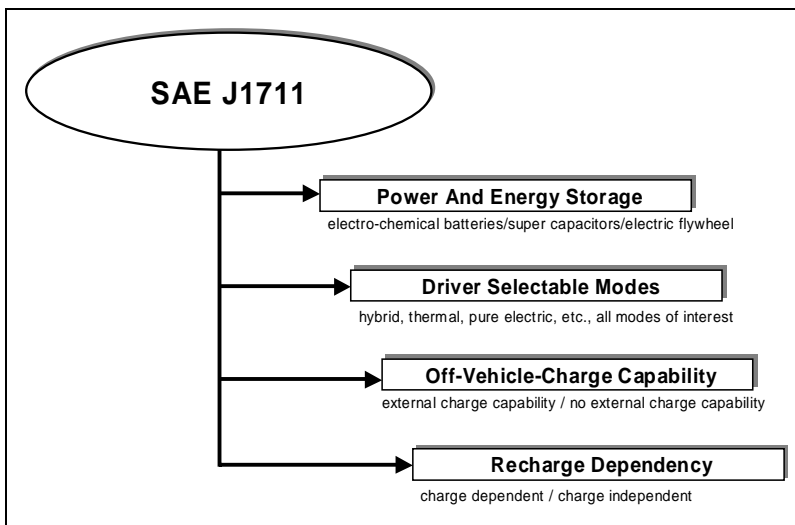 SAE J1711
Power And Energy Storage
electro-chemical batteries/super capacitors/electric flywheel
Driver Selectable Modes
hybrid, thermal, pure electric, etc., all modes of interest
Off-Vehicle-Charge Capability
external charge capability / no external charge capability
Recharge Dependency
charge dependent / charge independent